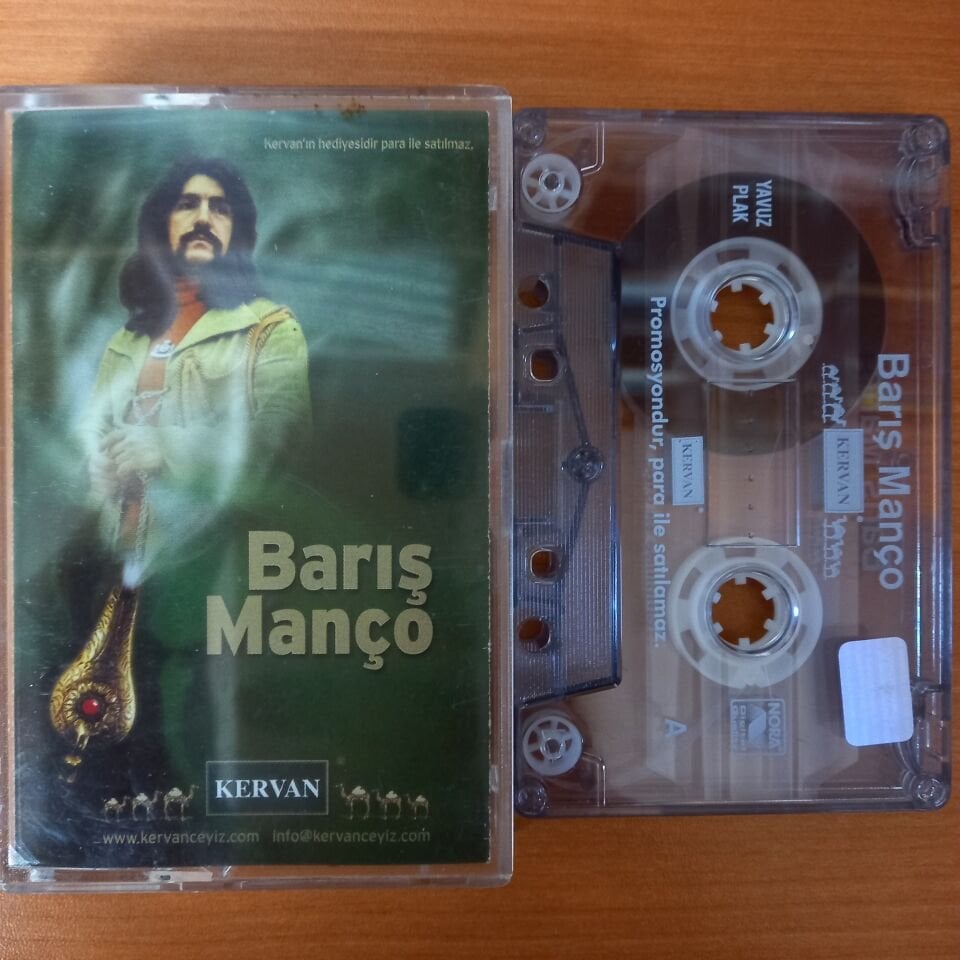 Kervan'ın hediyesidir para ile satılmaz.
Barış
Manço
KERVAN
www.kervanceyiz.com info@kervanceyiz.com
YAVUZ
PLAK
Barış Manço
KERVAN
KERVAN
Promosyondur, para ile satılamaz.
A
NORA